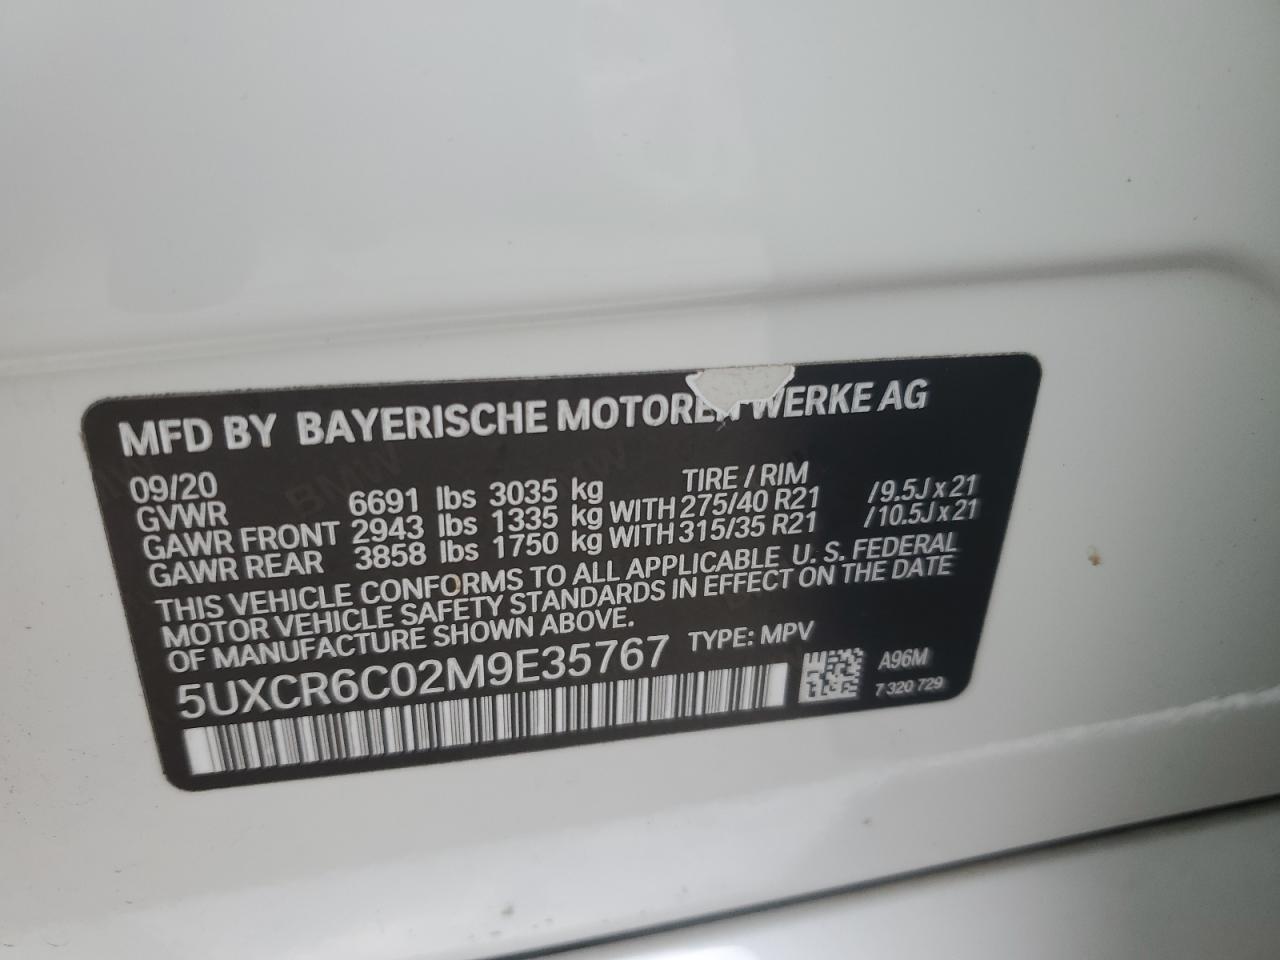 MFD BY BAYERISCHE MOTOREN WERKE AG
09/20 TIRE / RIM
GVWR 6691 lbs 3035 kg
GAWR FRONT 2943 lbs 1335 kg WITH 275/40 R21 /9.5J x 21
GAWR REAR 3858 lbs 1750 kg WITH 315/35 R21 /10.5J x 21
THIS VEHICLE CONFORMS TO ALL APPLICABLE U. S. FEDERAL
MOTOR VEHICLE SAFETY STANDARDS IN EFFECT ON THE DATE
OF MANUFACTURE SHOWN ABOVE.
5UXCR6C02M9E35767 TYPE: MPV
A96M
7 320 729